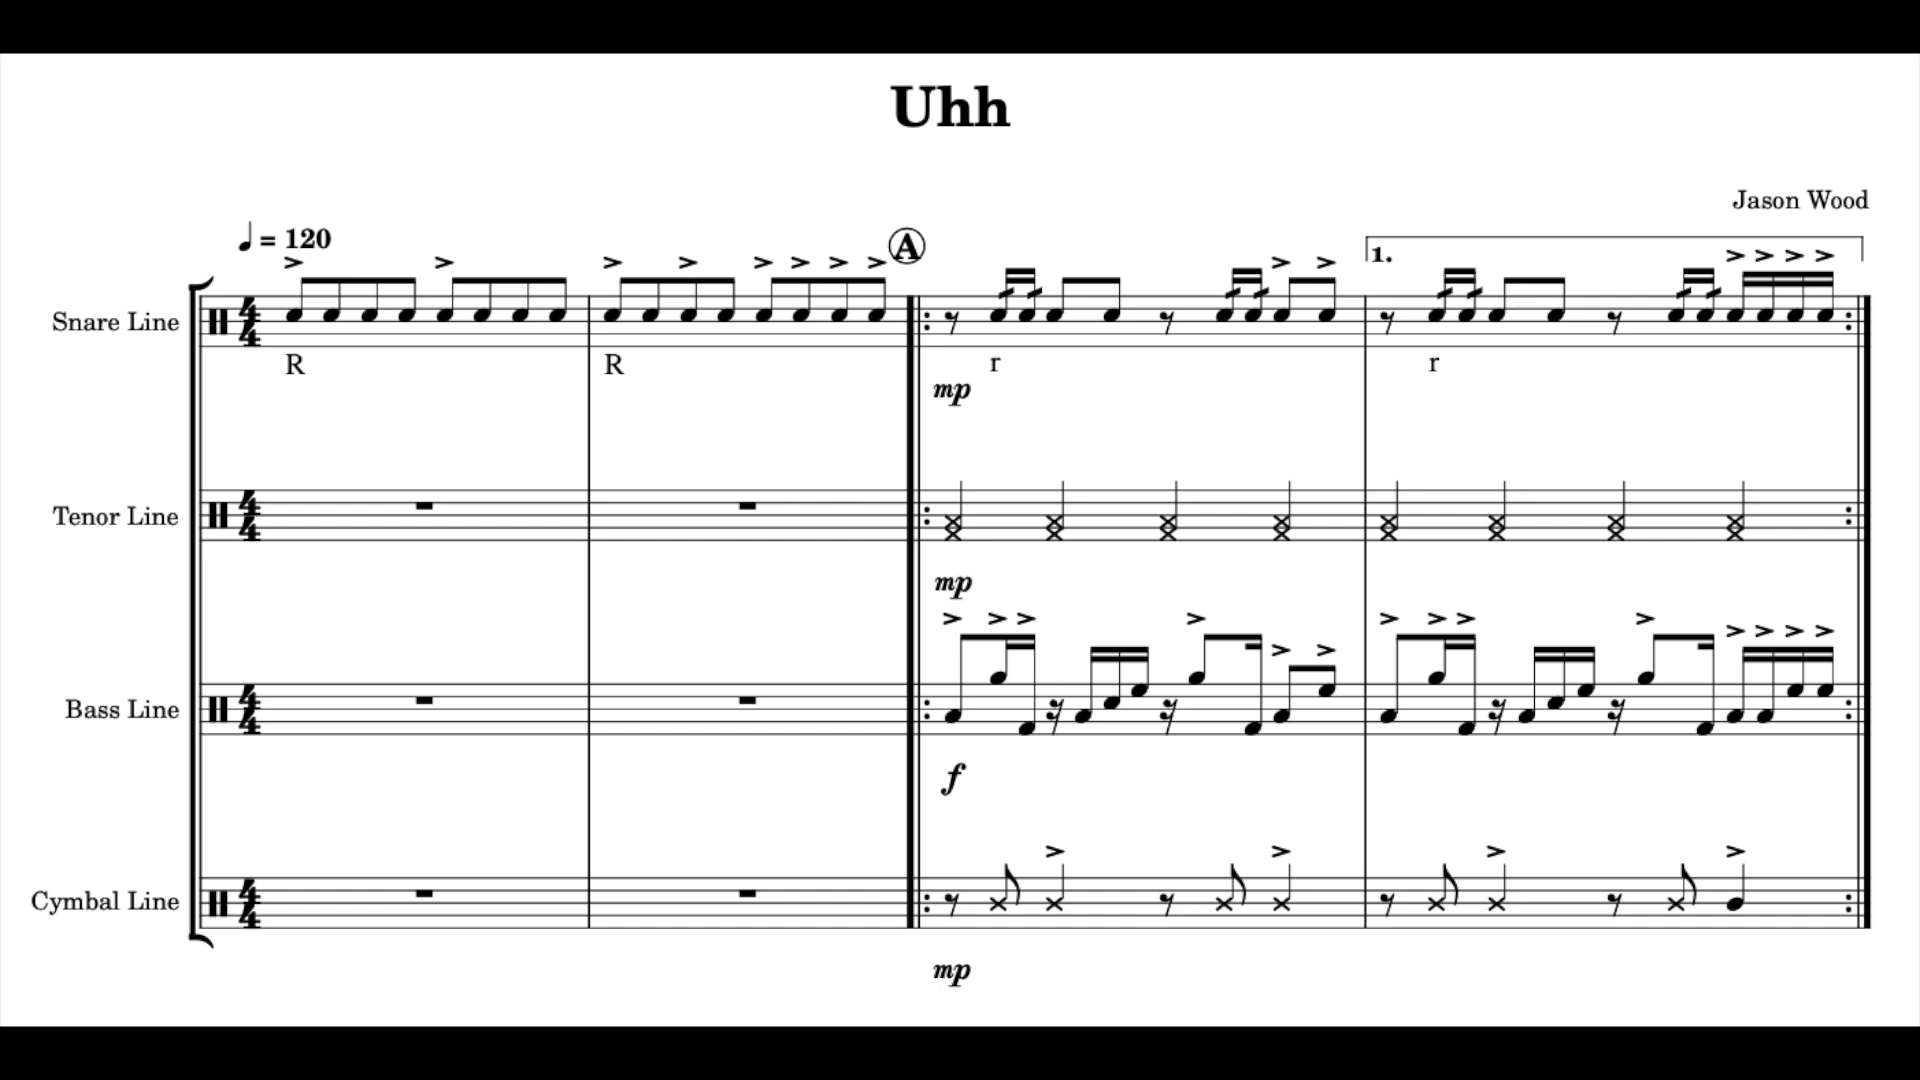 Uhh
Jason Wood
♩ = 120
A
1.
Snare Line
R R r r
mp
Tenor Line
mp
Bass Line
f
Cymbal Line
mp